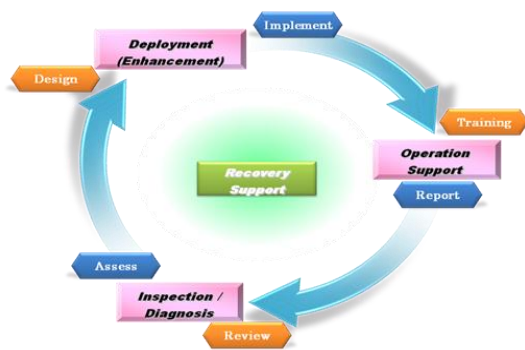 Implement
Deployment
(Enhancement)
Design
Training
Operation
Support
Recovery
Support
Report
Assess
Inspection /
Diagnosis
Review